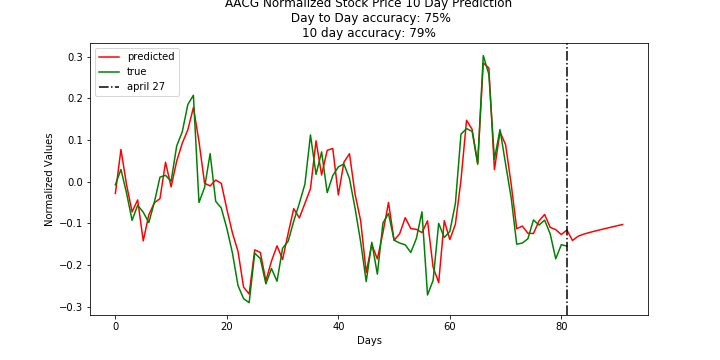 AACG Normalized Stock Price 10 Day Prediction
Day to Day accuracy: 75%
10 day accuracy: 79%
predicted
true
april 27
Normalized Values
0.3
0.2
0.1
0.0
−0.1
−0.2
−0.3
0
20
40
60
80
Days